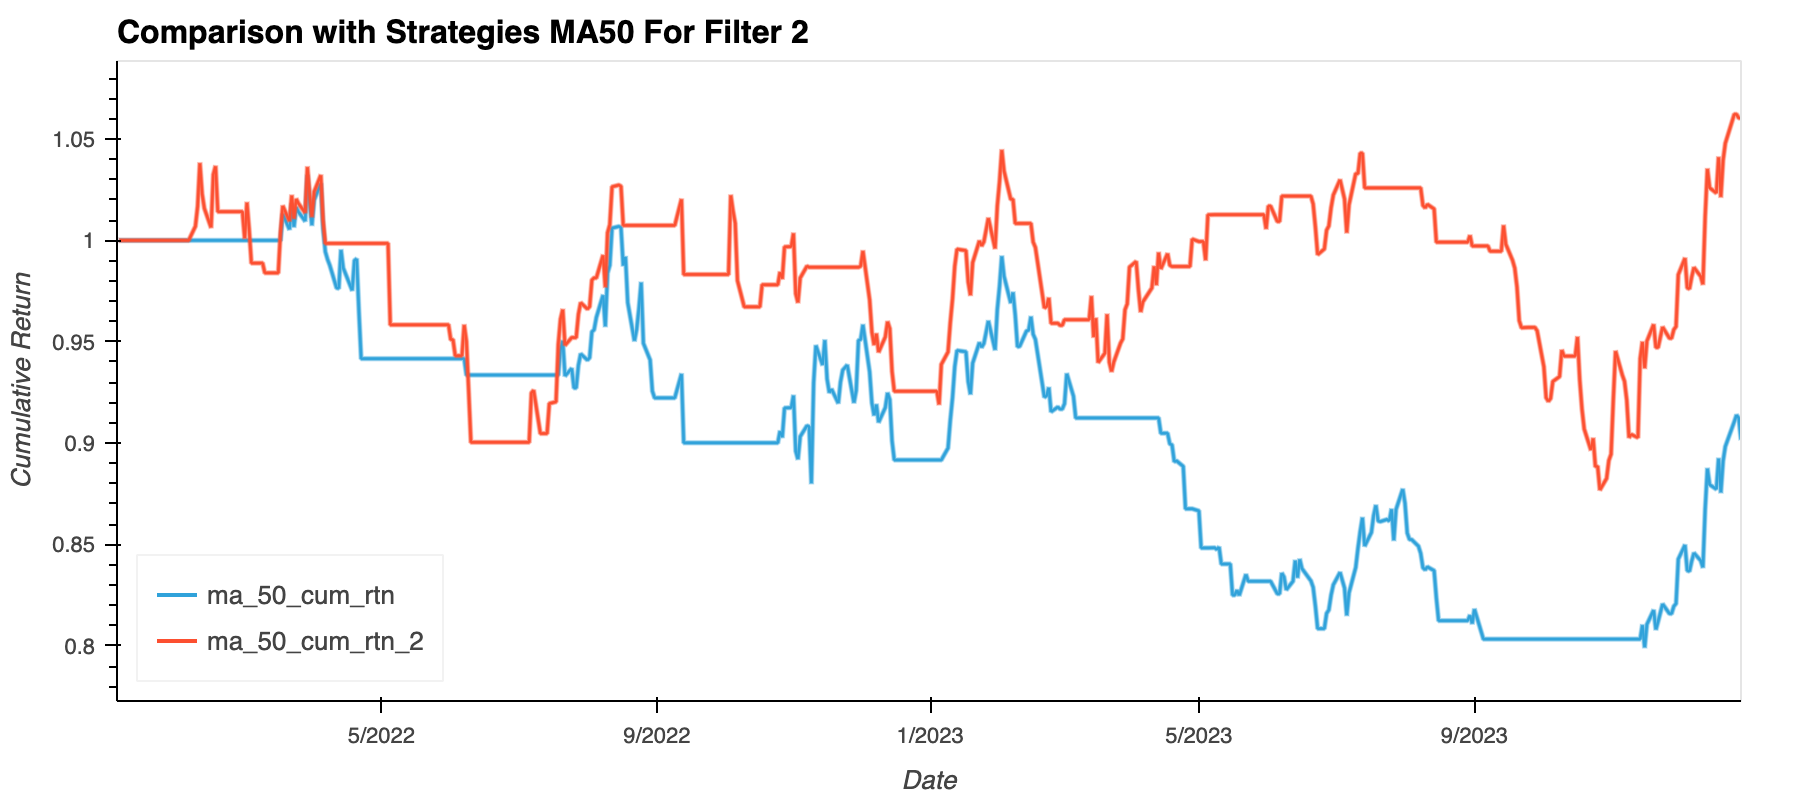 Comparison with Strategies MA50 For Filter 2
Cumulative Return
1.05
1
0.95
0.9
0.85
0.8
ma_50_cum_rtn
ma_50_cum_rtn_2
5/2022
9/2022
1/2023
5/2023
9/2023
Date